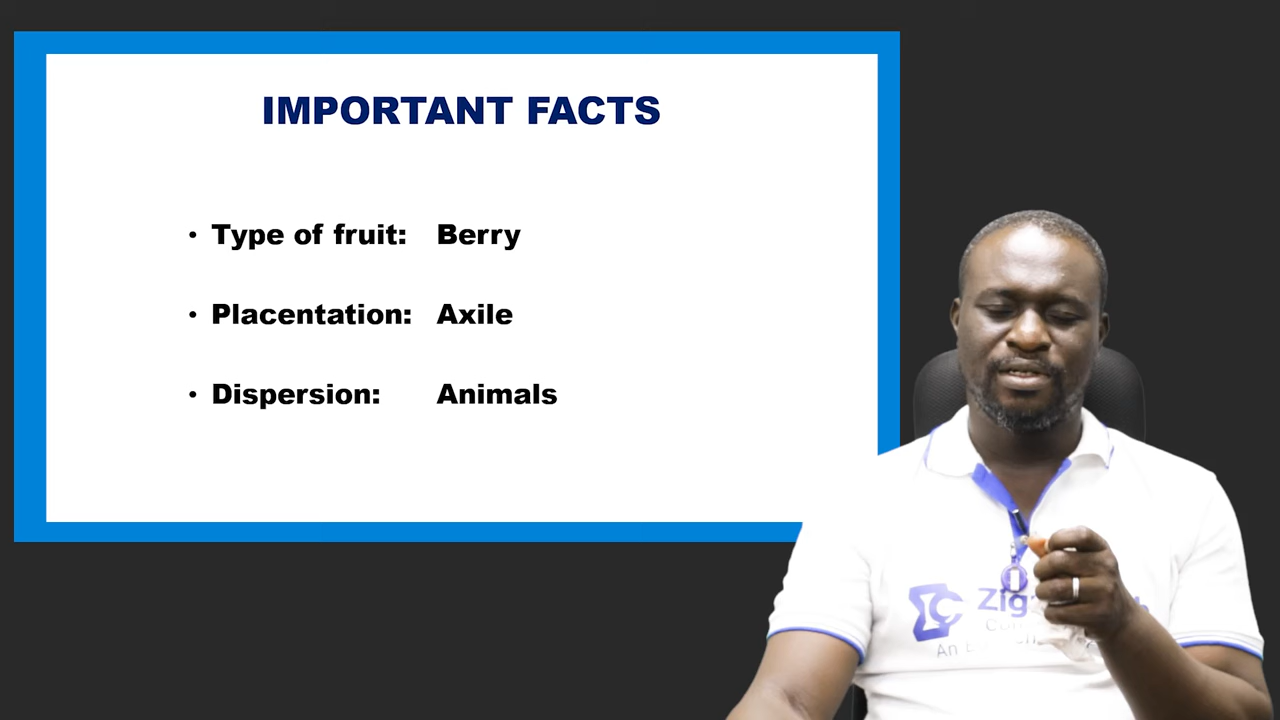 IMPORTANT FACTS
• Type of fruit: Berry
• Placentation: Axile
• Dispersion: Animals